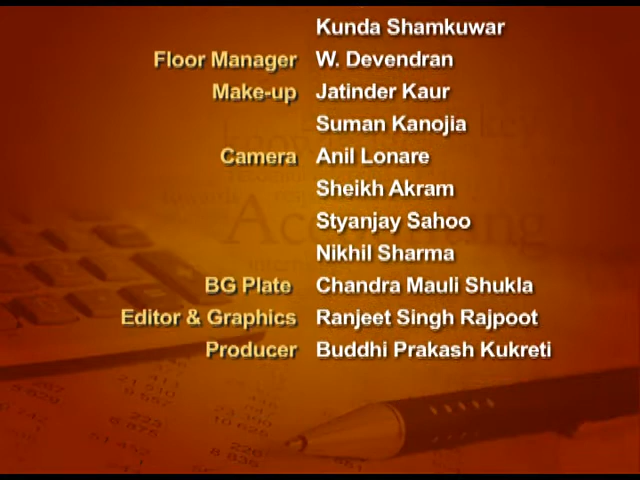 Kunda Shamkuwar
Floor Manager W. Devendran
Make-up Jatinder Kaur
Suman Kanojia
Camera Anil Lonare
Sheikh Akram
Styanjay Sahoo
Nikhil Sharma
BG Plate Chandra Mauli Shukla
Editor & Graphics Ranjeet Singh Rajpoot
Producer Buddhi Prakash Kukreti